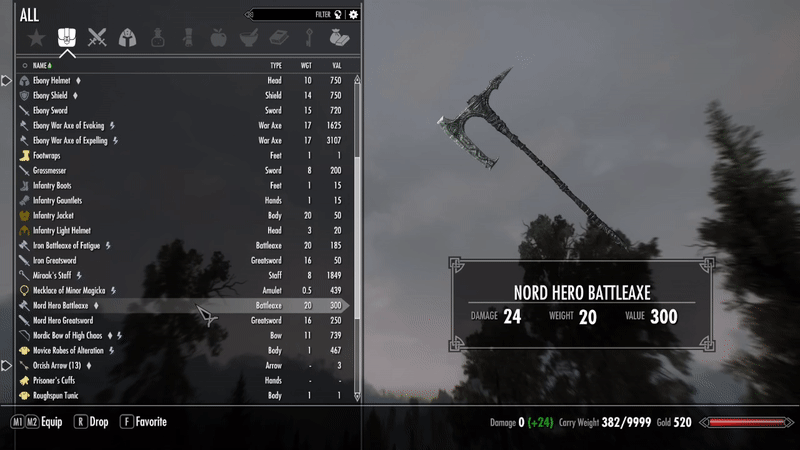 ALL
FILTER
NAME TYPE WGT VAL
Ebony Helmet Head 10 750
Ebony Shield Shield 14 750
Ebony Sword Sword 15 720
Ebony War Axe of Evoking War Axe 17 1625
Ebony War Axe of Expelling War Axe 17 3107
Footwraps Feet 1 1
Grossmesser Sword 8 200
Infantry Boots Feet 1 15
Infantry Gauntlets Hands 1 15
Infantry Jacket Body 20 50
Infantry Light Helmet Head 3 20
Iron Battleaxe of Fatigue Battleaxe 20 185
Iron Greatsword Greatsword 16 50
Miraak's Staff Staff 8 1849
Necklace of Minor Magicka Amulet 0.5 439
Nord Hero Battleaxe Battleaxe 20 300
Nord Hero Greatsword Greatsword 16 250
Nordic Bow of High Chaos Bow 11 739
Novice Robes of Alteration Body 1 467
Orcish Arrow (13) Arrow - 3
Prisoner's Cuffs Hands - -
Roughspun Tunic Body 1 1
NORD HERO BATTLEAXE
DAMAGE 24 WEIGHT 20 VALUE 300
M1 M2 Equip R Drop F Favorite Damage 0 (+24) Carry Weight 382/9999 Gold 520